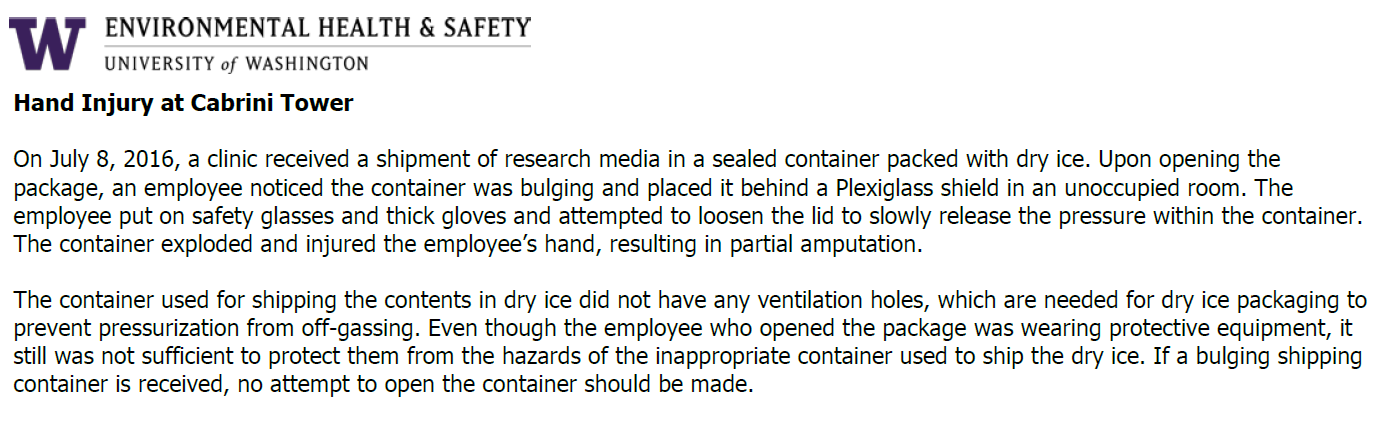 W ENVIRONMENTAL HEALTH & SAFETY
UNIVERSITY of WASHINGTON
Hand Injury at Cabrini Tower
On July 8, 2016, a clinic received a shipment of research media in a sealed container packed with dry ice. Upon opening the
package, an employee noticed the container was bulging and placed it behind a Plexiglass shield in an unoccupied room. The
employee put on safety glasses and thick gloves and attempted to loosen the lid to slowly release the pressure within the container.
The container exploded and injured the employee’s hand, resulting in partial amputation.
The container used for shipping the contents in dry ice did not have any ventilation holes, which are needed for dry ice packaging to
prevent pressurization from off-gassing. Even though the employee who opened the package was wearing protective equipment, it
still was not sufficient to protect them from the hazards of the inappropriate container used to ship the dry ice. If a bulging shipping
container is received, no attempt to open the container should be made.